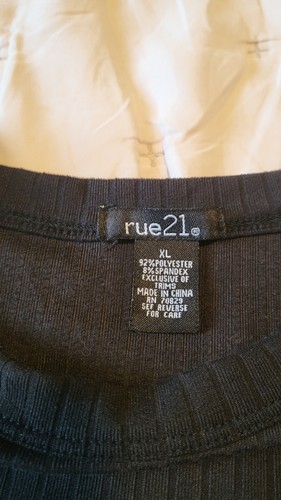 rue21®
XL
92%POLYESTER
8%SPANDEX
EXCLUSIVE OF
TRIMS
MADE IN CHINA
RN 70829
SEE REVERSE
FOR CARE